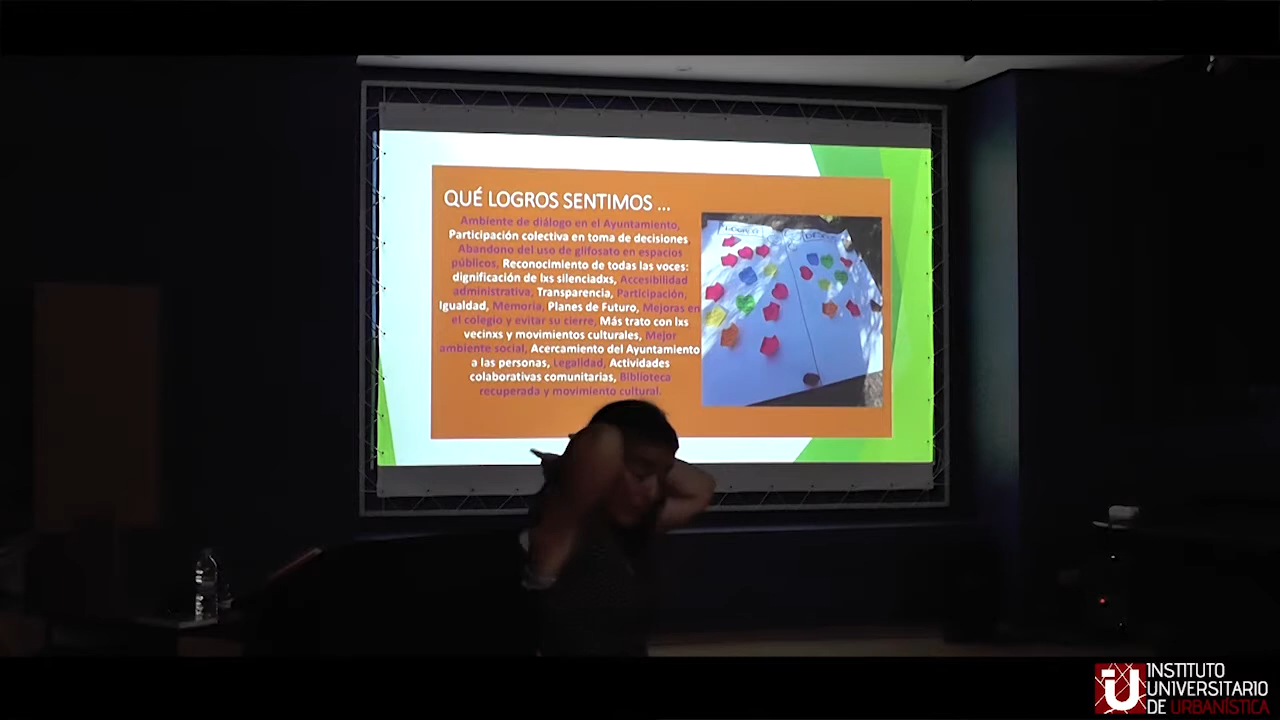 QUÉ LOGROS SENTIMOS ...
Ambiente de diálogo en el Ayuntamiento,
Participación colectiva en toma de decisiones
Abandono del uso de glifosato en espacios
públicos, Reconocimiento de todas las voces:
dignificación de lxs silenciadxs, Accesibilidad
administrativa, Transparencia, Participación,
Igualdad, Memoria, Planes de Futuro, Mejoras en
el colegio y evitar su cierre, Más trato con lxs
vecinxs y movimientos culturales, Mejor
ambiente social, Acercamiento del Ayuntamiento
a las personas, Legalidad, Actividades
colaborativas comunitarias, Biblioteca
recuperada y movimiento cultural.
LOGROS
INSTITUTO
UNIVERSITARIO
DE URBANÍSTICA